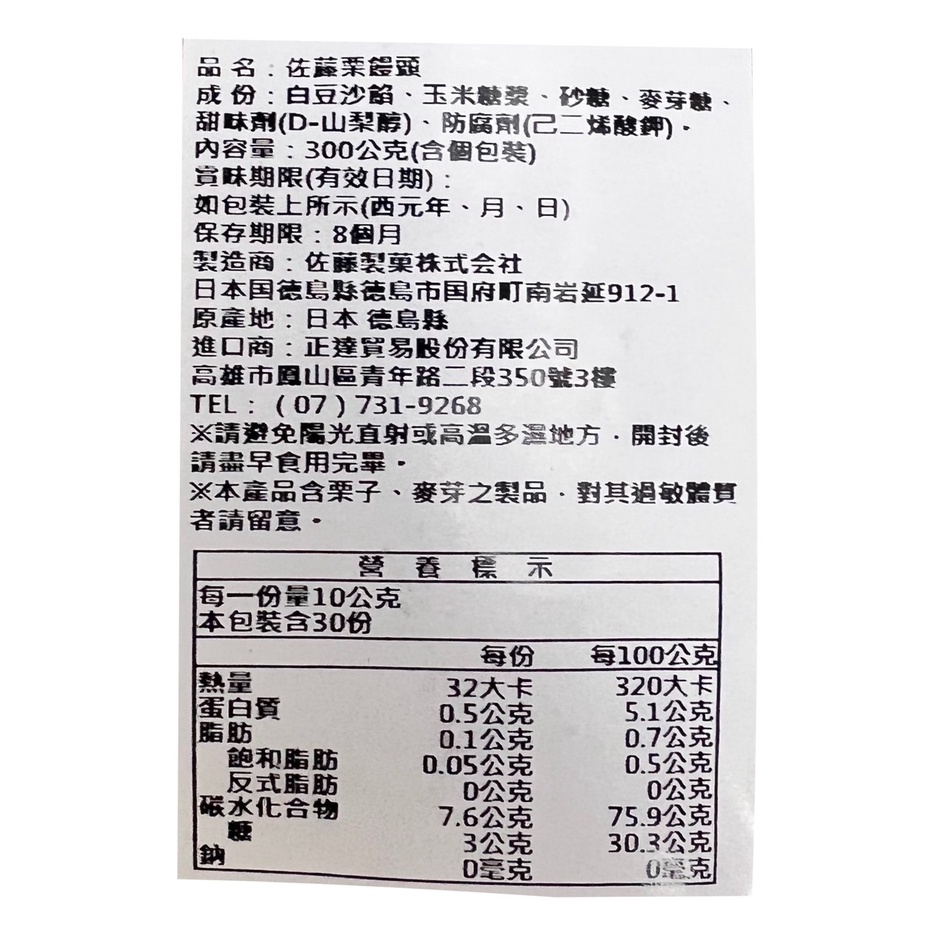 品名：佐藤栗饅頭
成份：白豆沙餡、玉米糖漿、砂糖、麥芽糖、
甜味劑(D-山梨醇)、防腐劑(己二烯酸鉀)。
內容量：300公克(含個包裝)
賞味期限(有效日期)：
如包裝上所示(西元年、月、日)
保存期限：8個月
製造商：佐藤製菓株式会社
日本国徳島縣徳島市国府町南岩延912-1
原產地：日本 德島縣
進口商：正達貿易股份有限公司
高雄市鳳山區青年路二段350號3樓
TEL：（07）731-9268
※請避免陽光直射或高溫多濕地方，開封後
請盡早食用完畢。
※本產品含栗子、麥芽之製品，對其過敏體質
者請留意。
營養標示
每一份量10公克
本包裝含30份
每份 每100公克
熱量 32大卡 320大卡
蛋白質 0.5公克 5.1公克
脂肪 0.1公克 0.7公克
飽和脂肪 0.05公克 0.5公克
反式脂肪 0公克 0公克
碳水化合物 7.6公克 75.9公克
糖 3公克 30.3公克
鈉 0毫克 0毫克